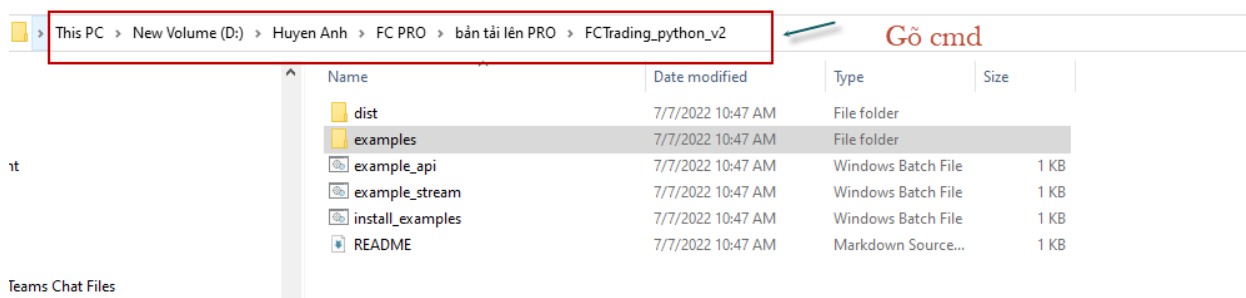 This PC > New Volume (D:) > Huyen Anh > FC PRO > bản tải lên PRO > FCTrading_python_v2
Gõ cmd
Name Date modified Type Size
dist 7/7/2022 10:47 AM File folder
examples 7/7/2022 10:47 AM File folder
example_api 7/7/2022 10:47 AM Windows Batch File 1 KB
example_stream 7/7/2022 10:47 AM Windows Batch File 1 KB
install_examples 7/7/2022 10:47 AM Windows Batch File 1 KB
README 7/7/2022 10:47 AM Markdown Source... 1 KB
Teams Chat Files